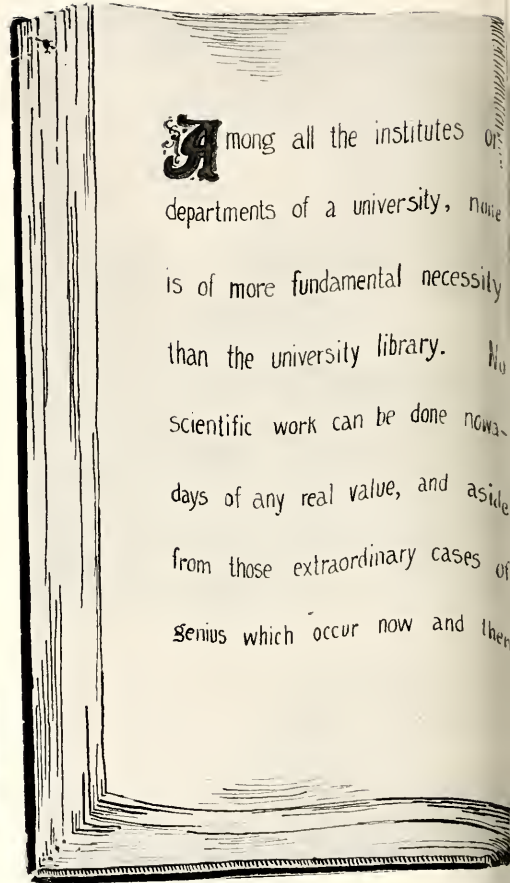 Among all the institutes or
departments of a university, none
is of more fundamental necessity
than the university library. No
scientific work can be done nowa-
days of any real value, and aside
from those extraordinary cases of
genius which occur now and then